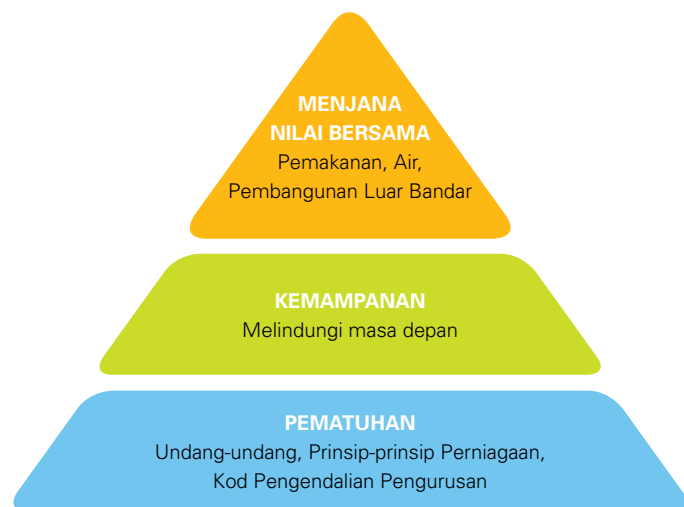 MENJANA
NILAI BERSAMA
Pemakanan, Air,
Pembangunan Luar Bandar
KEMAMPANAN
Melindungi masa depan
PEMATUHAN
Undang-undang, Prinsip-prinsip Perniagaan,
Kod Pengendalian Pengurusan